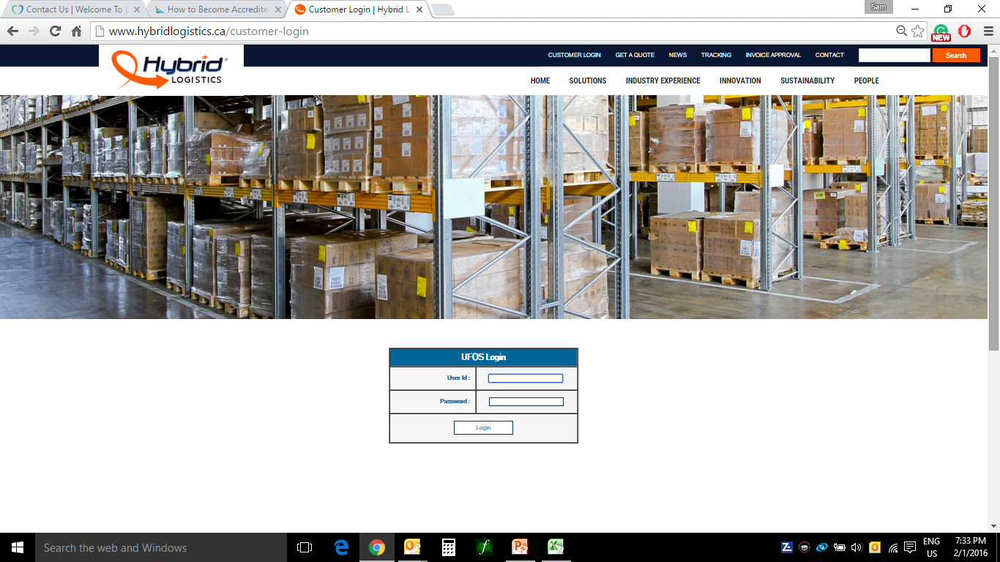 Contact Us | Welcome To L
How to Become Accredite
Customer Login | Hybrid L
Sam
www.hybridlogistics.ca/customer-login
NEW
CUSTOMER LOGIN GET A QUOTE NEWS TRACKING INVOICE APPROVAL CONTACT Search
Hybrid®
LOGISTICS
HOME SOLUTIONS INDUSTRY EXPERIENCE INNOVATION SUSTAINABILITY PEOPLE
UFOS Login
User Id :
Password :
Login
Search the web and Windows
ENG
US
7:33 PM
2/1/2016